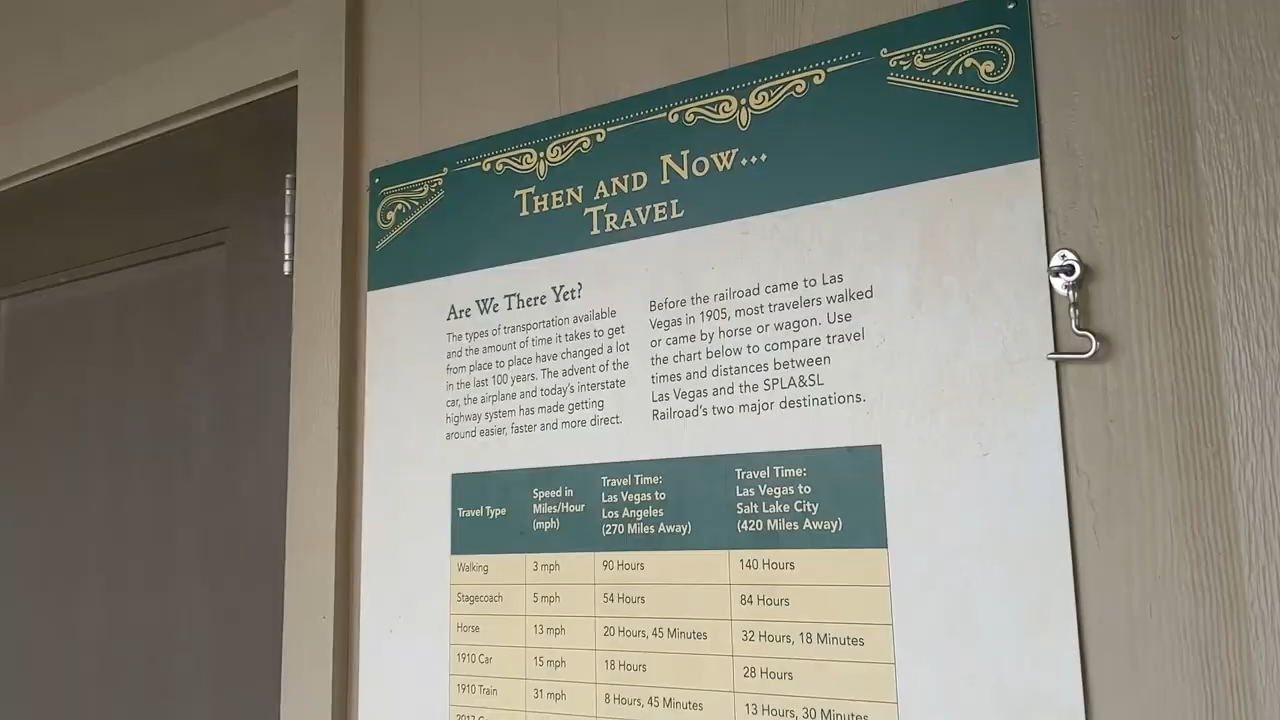 Then and Now...
Travel
Are We There Yet?
The types of transportation available
and the amount of time it takes to get
from place to place have changed a lot
in the last 100 years. The advent of the
car, the airplane and today's interstate
highway system has made getting
around easier, faster and more direct.
Before the railroad came to Las
Vegas in 1905, most travelers walked
or came by horse or wagon. Use
the chart below to compare travel
times and distances between
Las Vegas and the SPLA&SL
Railroad's two major destinations.
Travel Type
Speed in
Miles/Hour
(mph)
Travel Time:
Las Vegas to
Los Angeles
(270 Miles Away)
Travel Time:
Las Vegas to
Salt Lake City
(420 Miles Away)
Walking 3 mph 90 Hours 140 Hours
Stagecoach 5 mph 54 Hours 84 Hours
Horse 13 mph 20 Hours, 45 Minutes 32 Hours, 18 Minutes
1910 Car 15 mph 18 Hours 28 Hours
1910 Train 31 mph 8 Hours, 45 Minutes 13 Hours, 30 Minutes